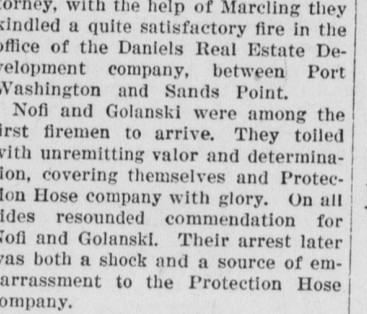 torney, with the help of Marcling they
kindled a quite satisfactory fire in the
office of the Daniels Real Estate De-
velopment company, between Port
Washington and Sands Point.
Nofi and Golanski were among the
first firemen to arrive. They toiled
with unremitting valor and determina-
tion, covering themselves and Protec-
tion Hose company with glory. On all
sides resounded commendation for
Nofi and Golanski. Their arrest later
was both a shock and a source of em-
barrassment to the Protection Hose
company.